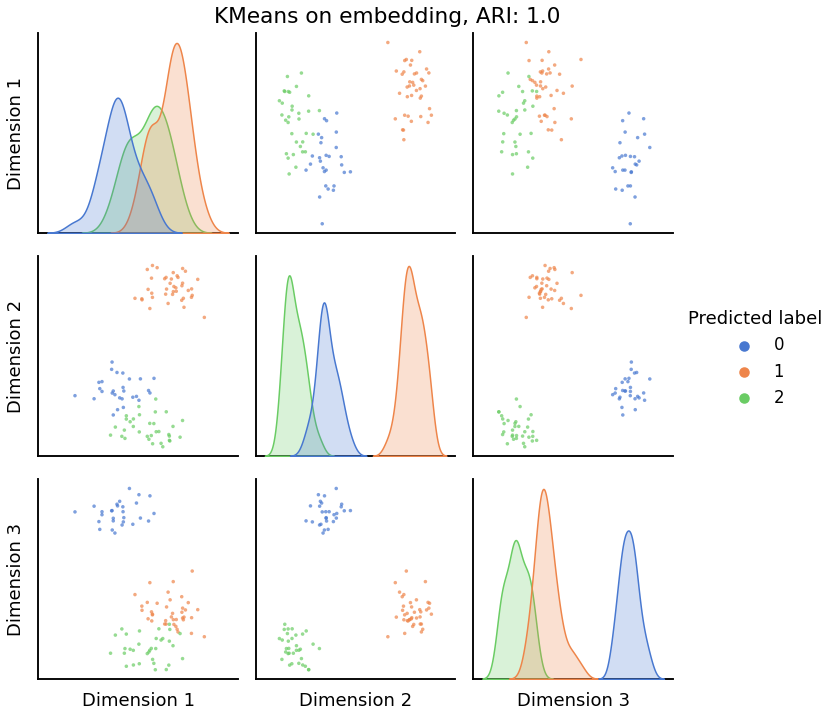 KMeans on embedding, ARI: 1.0
Dimension 1
Dimension 2
Predicted label
0
1
2
Dimension 3
Dimension 1
Dimension 2
Dimension 3